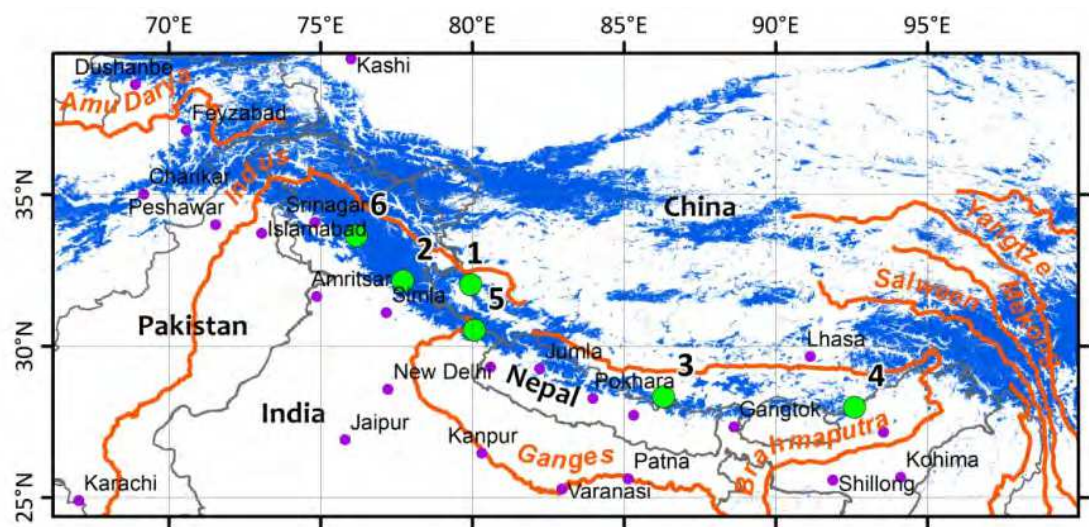 70°E 75°E 80°E 85°E 90°E 95°E
Dushanbe
Kashi
Amu Darya
Feyzabad
35°N
Charikar
Indus
Peshawar
Srinagar
6
Islamabad
China
Yangtze
2
1
Amritsar
Simla
5
Salween
Mekong
Pakistan
30°N
Lhasa
Jumla
3
4
New Delhi
Nepal
Pokhara
India
Gangtok
Jaipur
Kanpur
Brahmaputra
Ganges
Patna
Kohima
Karachi
Varanasi
Shillong
25°N